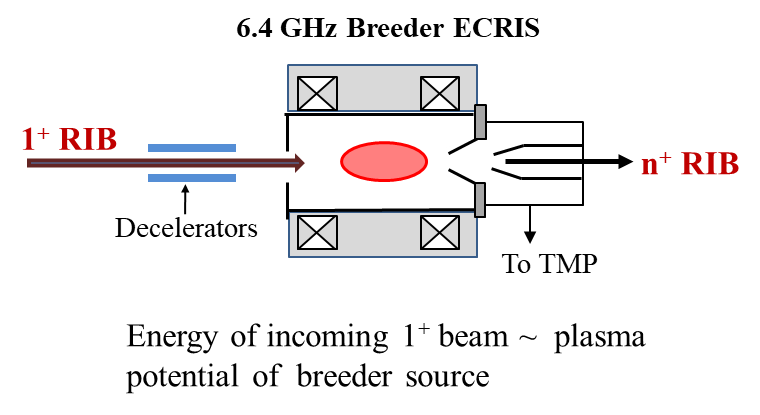 6.4 GHz Breeder ECRIS
1⁺ RIB
n⁺ RIB
Decelerators
To TMP
Energy of incoming 1⁺ beam ~ plasma
potential of breeder source